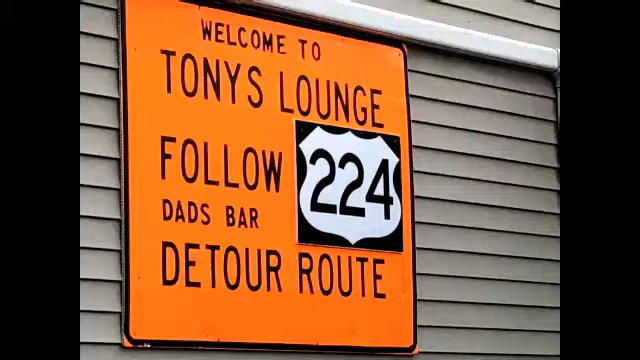 WELCOME TO
TONYS LOUNGE
FOLLOW 224
DADS BAR
DETOUR ROUTE